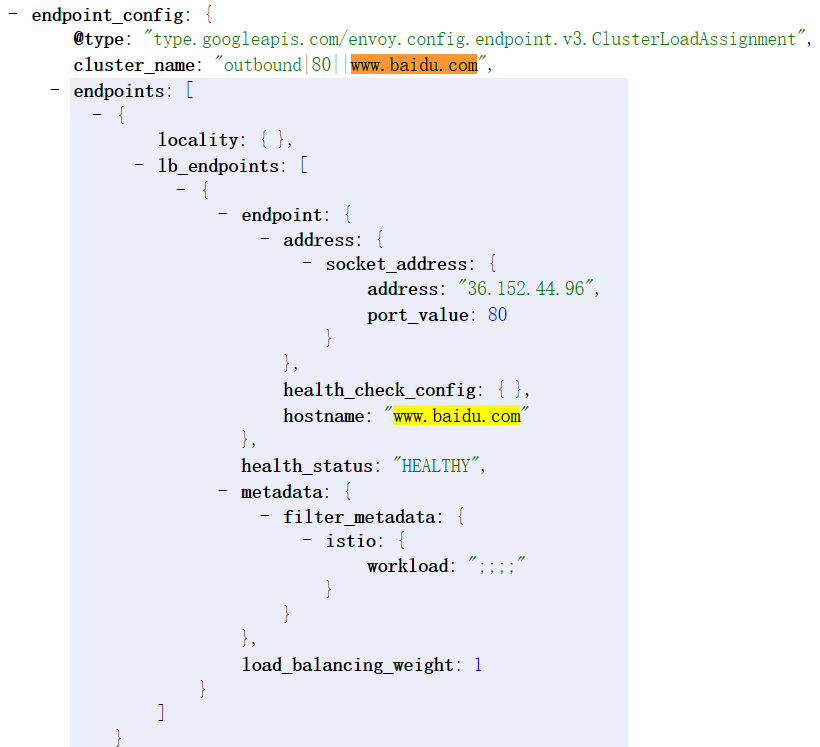 - endpoint_config: {
@type: "type.googleapis.com/envoy.config.endpoint.v3.ClusterLoadAssignment",
cluster_name: "outbound|80||www.baidu.com",
- endpoints: [
- {
locality: { },
- lb_endpoints: [
- {
- endpoint: {
- address: {
- socket_address: {
address: "36.152.44.96",
port_value: 80
}
},
health_check_config: { },
hostname: "www.baidu.com"
},
health_status: "HEALTHY",
- metadata: {
- filter_metadata: {
- istio: {
workload: ";;;;"
}
}
},
load_balancing_weight: 1
}
]
}